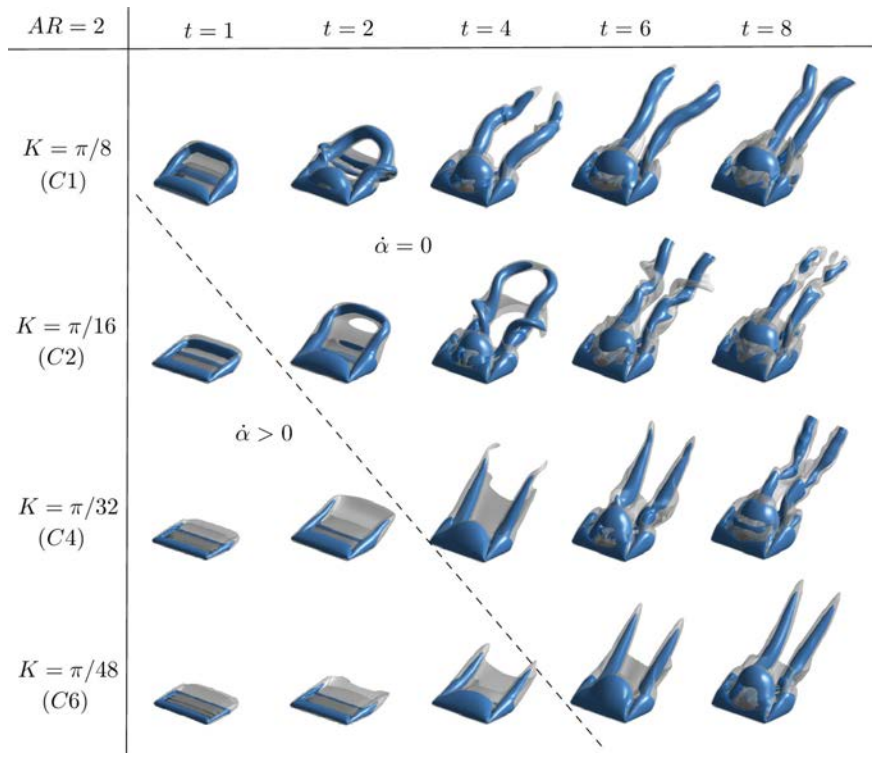 AR = 2 t = 1 t = 2 t = 4 t = 6 t = 8
K = π/8
(C1)
α̇ = 0
K = π/16
(C2)
α̇ > 0
K = π/32
(C4)
K = π/48
(C6)